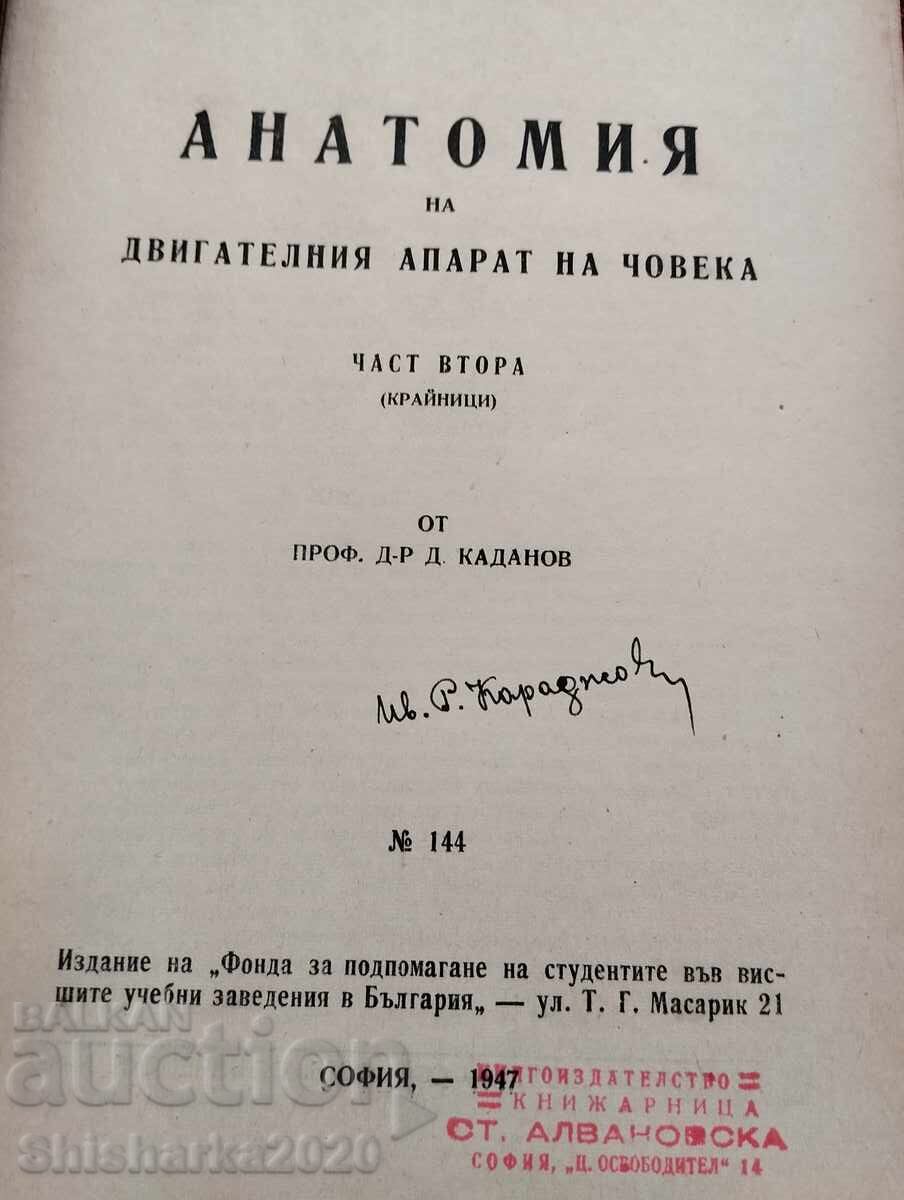 АНАТОМИЯ
НА
ДВИГАТЕЛНИЯ АПАРАТ НА ЧОВЕКА
ЧАСТ ВТОРА
(КРАЙНИЦИ)
ОТ
ПРОФ. Д-Р Д. КАДАНОВ
Ив. Р. Караджов
№ 144
Издание на „Фонда за подпомагане на студентите във вис-
шите учебни заведения в България„ — ул. Т. Г. Масарик 21
СОФИЯ, — 1947
КНИГОИЗДАТЕЛСТВО
КНИЖАРНИЦА
СТ. АЛВАНОВСКА
СОФИЯ, „Ц. ОСВОБОДИТЕЛ" 14
BALKAN
auction
Shisharka2020